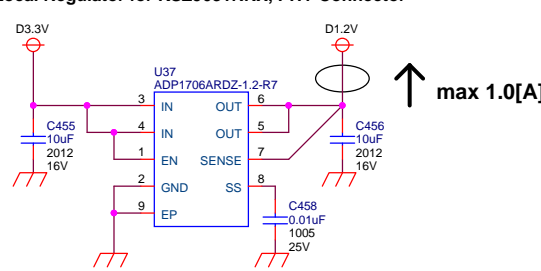 D3.3V
D1.2V
U37
ADP1706ARDZ-1.2-R7
max 1.0[A]
3 IN OUT 6
4 IN OUT 5
1 EN SENSE 7
2 GND SS 8
9 EP
C455
10uF
2012
16V
C456
10uF
2012
16V
C458
0.01uF
1005
25V